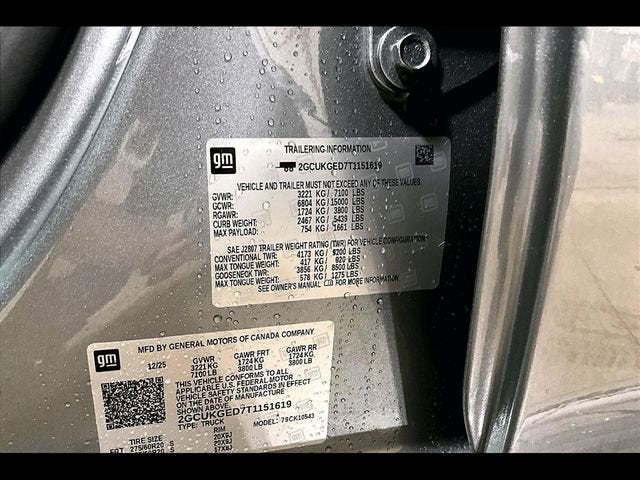 gm
TRAILERING INFORMATION
2GCUKGED7T1151619
VEHICLE AND TRAILER MUST NOT EXCEED ANY OF THESE VALUES.
GVWR: 3221 KG / 7100 LBS
GCWR: 6804 KG / 15000 LBS
RGAWR: 1724 KG / 3800 LBS
CURB WEIGHT: 2467 KG / 5439 LBS
MAX PAYLOAD: 754 KG / 1661 LBS
SAE J2807 TRAILER WEIGHT RATING (TWR) FOR VEHICLE CONFIGURATION
CONVENTIONAL TWR: 4173 KG / 9200 LBS
MAX TONGUE WEIGHT: 417 KG / 920 LBS
GOOSENECK TWR: 3856 KG / 8500 LBS
MAX TONGUE WEIGHT: 578 KG / 1275 LBS
SEE OWNER'S MANUAL FOR MORE INFORMATION
gm
MFD BY GENERAL MOTORS OF CANADA COMPANY
12/25 GVWR GAWR FRT GAWR RR
3221 KG 1724 KG 1724 KG
7100 LB 3800 LB 3800 LB
THIS VEHICLE CONFORMS TO ALL
APPLICABLE U.S. FEDERAL MOTOR
VEHICLE SAFETY STANDARDS IN EFFECT
ON THE DATE OF MANUFACTURE
SHOWN ABOVE.
2GCUKGED7T1151619
TYPE: TRUCK MODEL: T9CK10543
TIRE SIZE RIM
FRT 275/60R20 S 20X9J
S 20X9J
17X8J